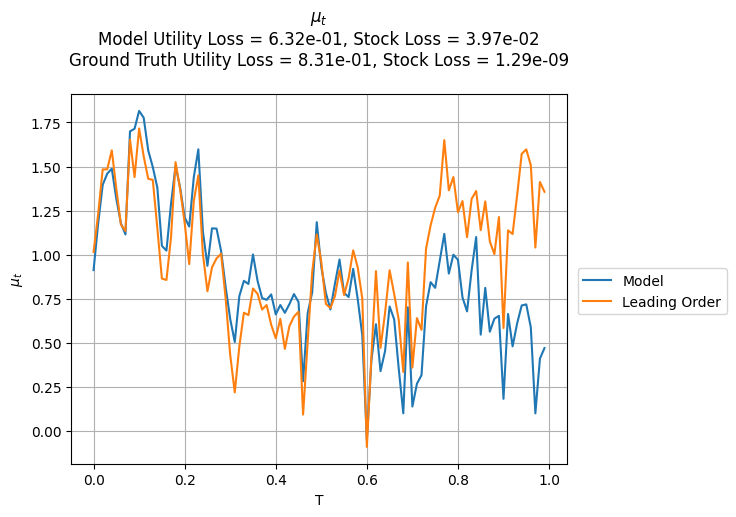 μt
Model Utility Loss = 6.32e-01, Stock Loss = 3.97e-02
Ground Truth Utility Loss = 8.31e-01, Stock Loss = 1.29e-09
1.75
1.50
1.25
1.00
0.75
0.50
0.25
0.00
μt
0.0 0.2 0.4 0.6 0.8 1.0
T
Model
Leading Order